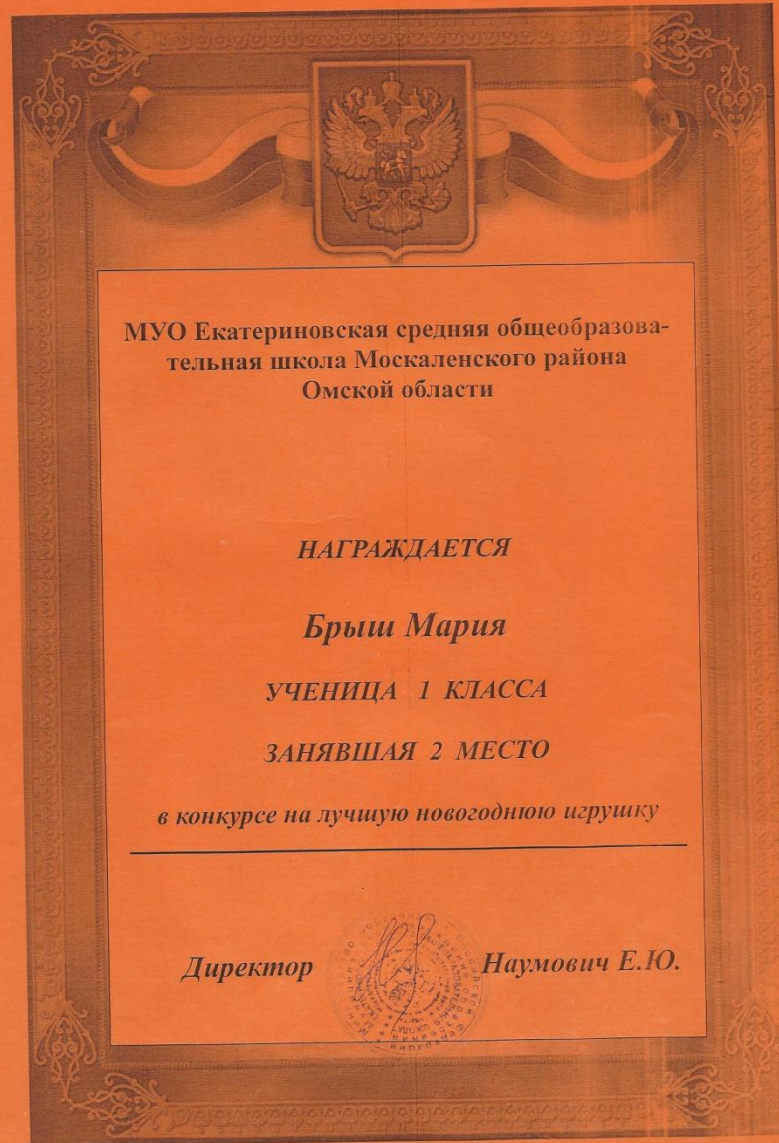 МУО Екатериновская средняя общеобразова-
тельная школа Москаленского района
Омской области
НАГРАЖДАЕТСЯ
Брыш Мария
УЧЕНИЦА 1 КЛАССА
ЗАНЯВШАЯ 2 МЕСТО
в конкурсе на лучшую новогоднюю игрушку
Директор Наумович Е.Ю.